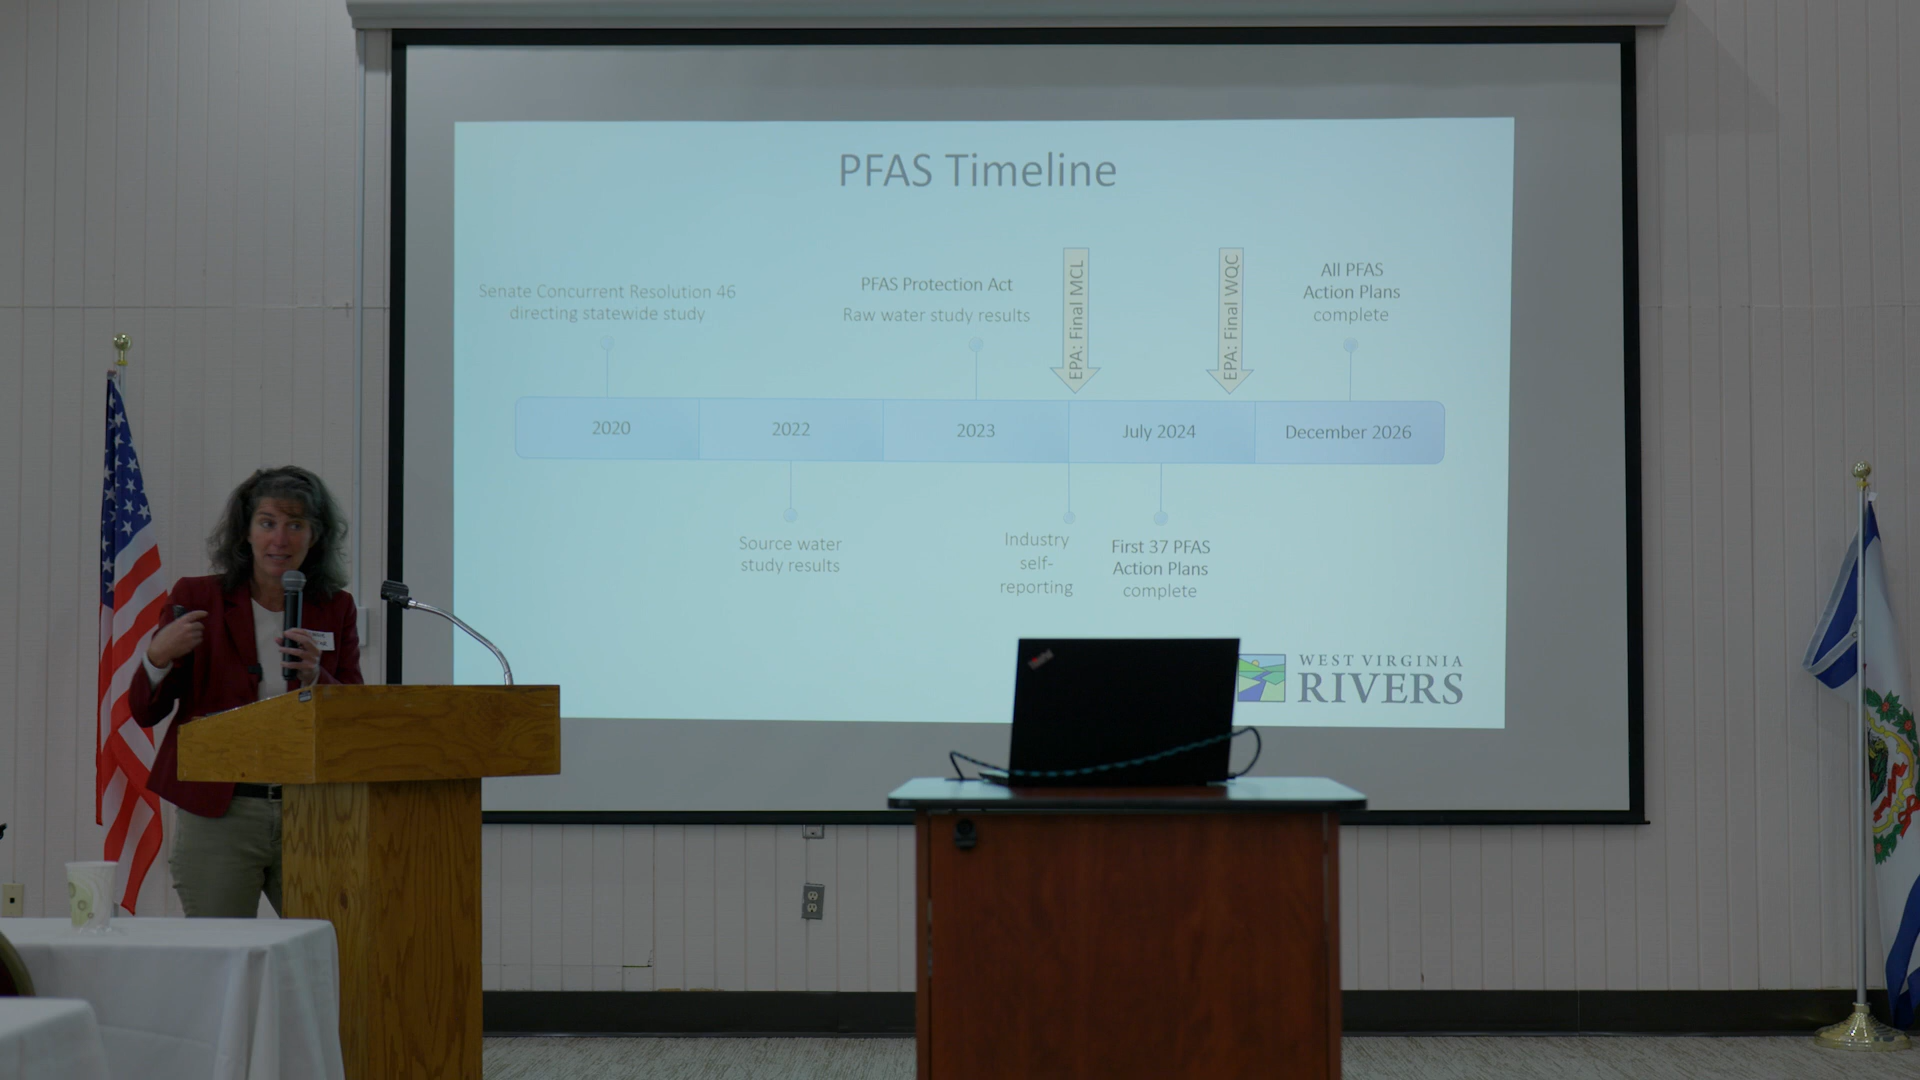 PFAS Timeline
Senate Concurrent Resolution 46
directing statewide study
PFAS Protection Act
Raw water study results
EPA: Final MCL
EPA: Final WQC
All PFAS
Action Plans
complete
2020
2022
2023
July 2024
December 2026
Source water
study results
Industry
self-
reporting
First 37 PFAS
Action Plans
complete
WEST VIRGINIA
RIVERS